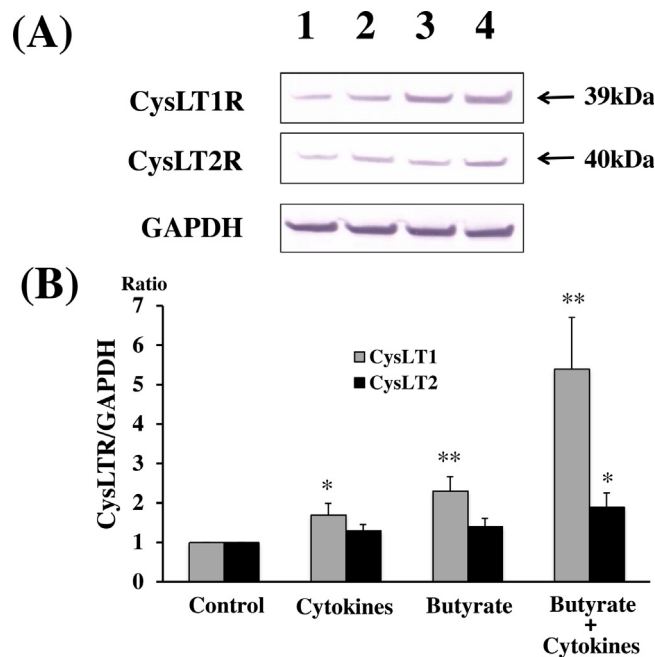 (A)
1 2 3 4
CysLT1R 39kDa
CysLT2R 40kDa
GAPDH
(B)
Ratio
7
6
5
4
3
2
1
0
CysLTR/GAPDH
CysLT1
CysLT2
*
**
**
*
Control Cytokines Butyrate Butyrate
+
Cytokines